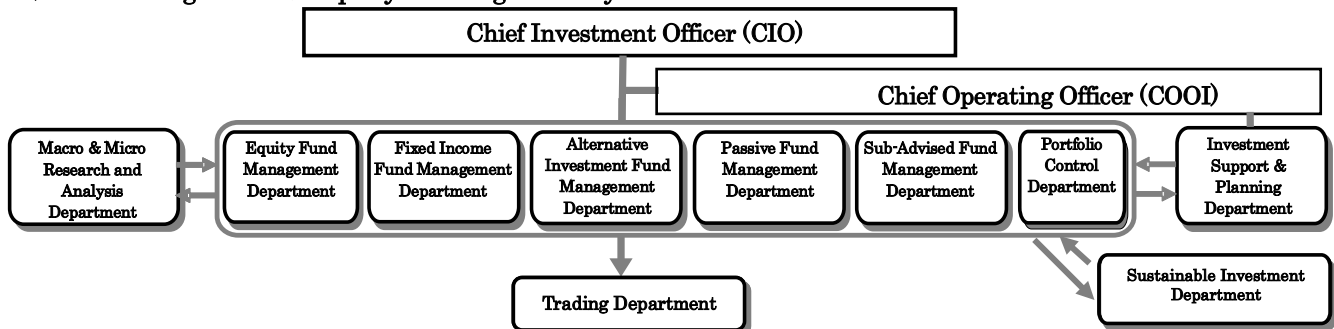 Chief Investment Officer (CIO)
Chief Operating Officer (COOI)
Macro & Micro
Research and
Analysis
Department
Equity Fund
Management
Department
Fixed Income
Fund Management
Department
Alternative
Investment Fund
Management
Department
Passive Fund
Management
Department
Sub-Advised Fund
Management
Department
Portfolio
Control
Department
Investment
Support &
Planning
Department
Trading Department
Sustainable Investment
Department